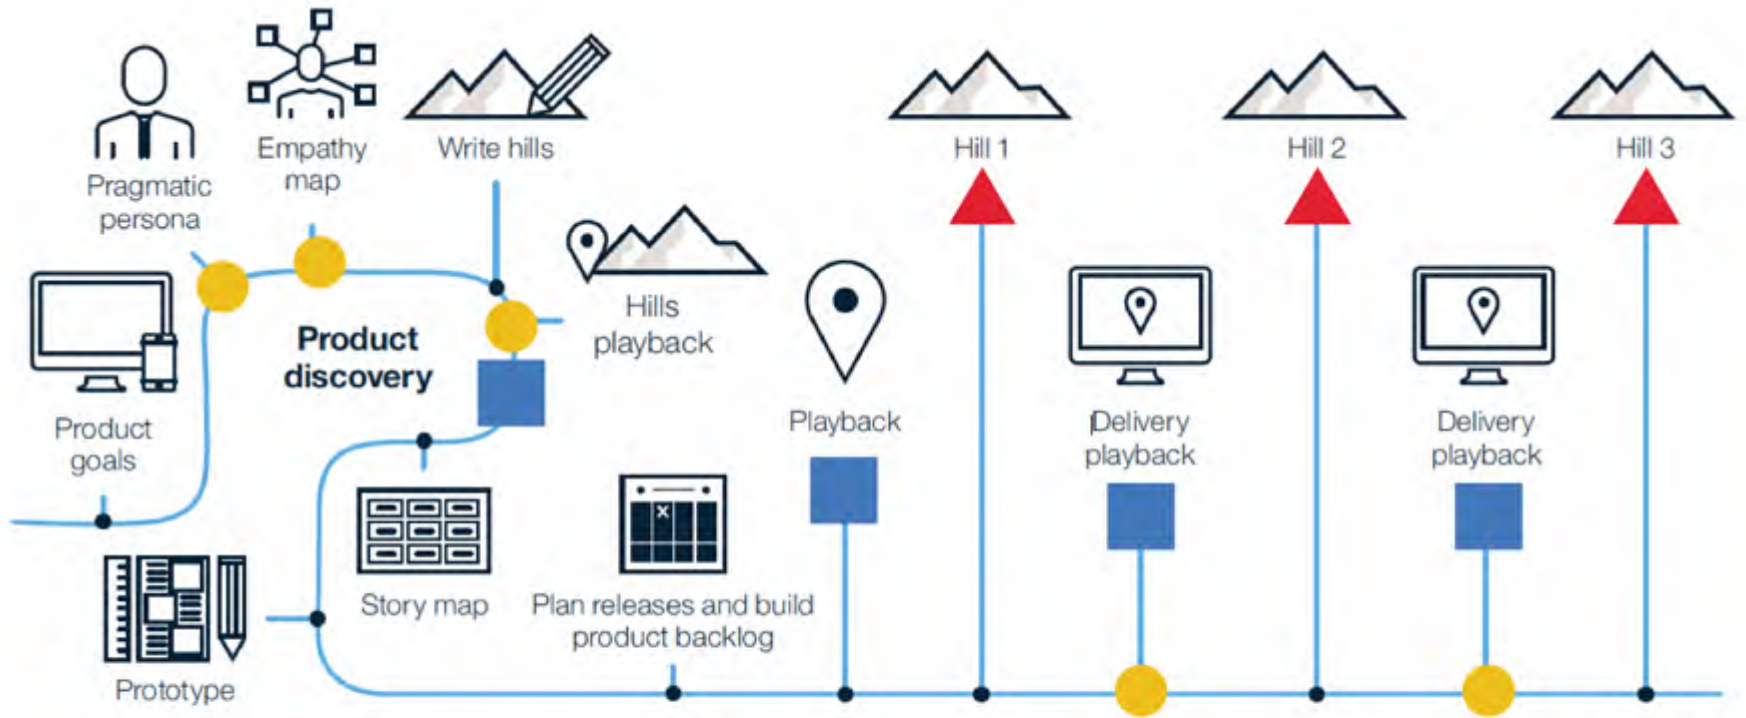 Pragmatic
persona
Empathy
map
Write hills
Hills
playback
Product
goals
Product
discovery
Story map
Prototype
Plan releases and build
product backlog
Playback
Hill 1
Delivery
playback
Hill 2
Delivery
playback
Hill 3